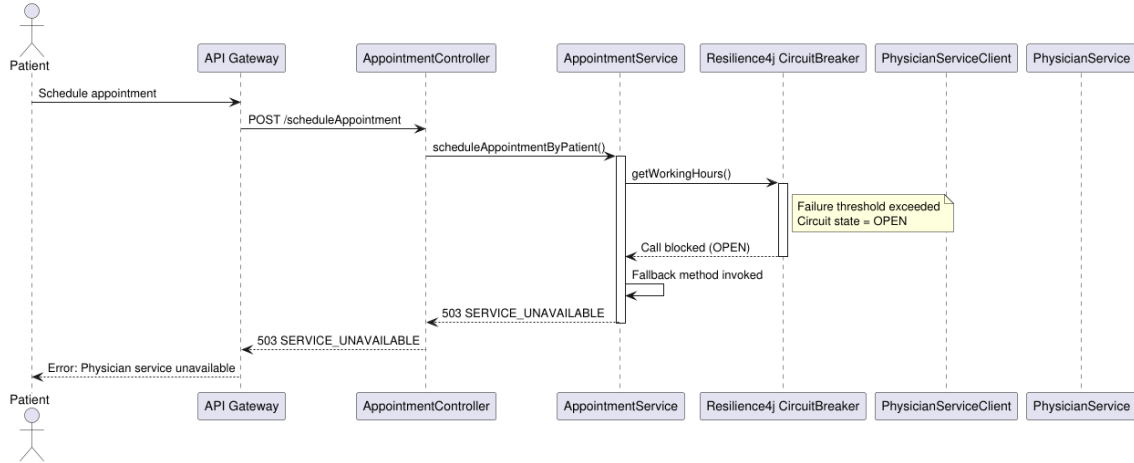 Patient
API Gateway
AppointmentController
AppointmentService
Resilience4j CircuitBreaker
PhysicianServiceClient
PhysicianService
Schedule appointment
POST /scheduleAppointment
scheduleAppointmentByPatient()
getWorkingHours()
Failure threshold exceeded
Circuit state = OPEN
Call blocked (OPEN)
Fallback method invoked
503 SERVICE_UNAVAILABLE
503 SERVICE_UNAVAILABLE
Error: Physician service unavailable
Patient
API Gateway
AppointmentController
AppointmentService
Resilience4j CircuitBreaker
PhysicianServiceClient
PhysicianService